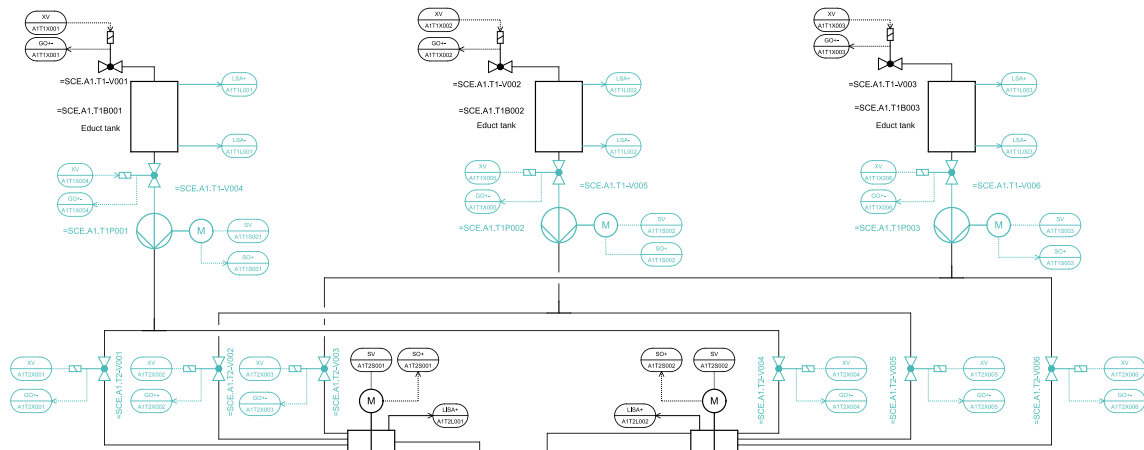 XV
A1T1X001
GO+-
A1T1X001
=SCE.A1.T1-V001
=SCE.A1.T1B001
Educt tank
LSA+
A1T1L001
LSA-
A1T1L001
XV
A1T1X004
GO+-
A1T1X004
=SCE.A1.T1-V004
=SCE.A1.T1P001
M
SV
A1T1S001
SO+
A1T1S001
XV
A1T1X002
GO+-
A1T1X002
=SCE.A1.T1-V002
=SCE.A1.T1B002
Educt tank
LSA+
A1T1L002
LSA-
A1T1L002
XV
A1T1X005
GO+-
A1T1X005
=SCE.A1.T1-V005
=SCE.A1.T1P002
M
SV
A1T1S002
SO+
A1T1S002
XV
A1T1X003
GO+-
A1T1X003
=SCE.A1.T1-V003
=SCE.A1.T1B003
Educt tank
LSA+
A1T1L003
LSA-
A1T1L003
XV
A1T1X006
GO+-
A1T1X006
=SCE.A1.T1-V006
=SCE.A1.T1P003
M
SV
A1T1S003
SO+
A1T1S003
XV
A1T2X001
GO+-
A1T2X001
=SCE.A1.T2-V001
XV
A1T2X002
GO+-
A1T2X002
=SCE.A1.T2-V002
XV
A1T2X003
GO+-
A1T2X003
=SCE.A1.T2-V003
SV
A1T2S001
SO+
A1T2S001
M
LISA+
A1T2L001
SO+
A1T2S002
SV
A1T2S002
M
LISA+
A1T2L002
=SCE.A1.T2-V004
XV
A1T2X004
GO+-
A1T2X004
=SCE.A1.T2-V005
XV
A1T2X005
GO+-
A1T2X005
=SCE.A1.T2-V006
XV
A1T2X006
GO+-
A1T2X006